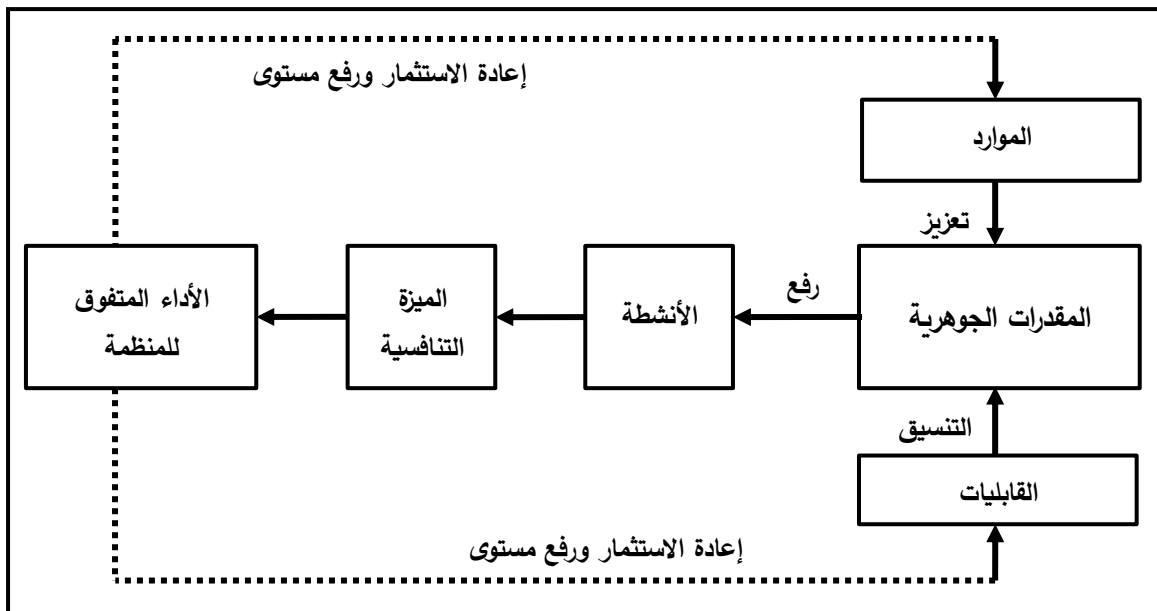 إعادة الاستثمار ورفع مستوى
الموارد
تعزيز
المقدرات الجوهرية
رفع
الأنشطة
الميزة
التنافسية
الأداء المتفوق
للمنظمة
التنسيق
القابليات
إعادة الاستثمار ورفع مستوى